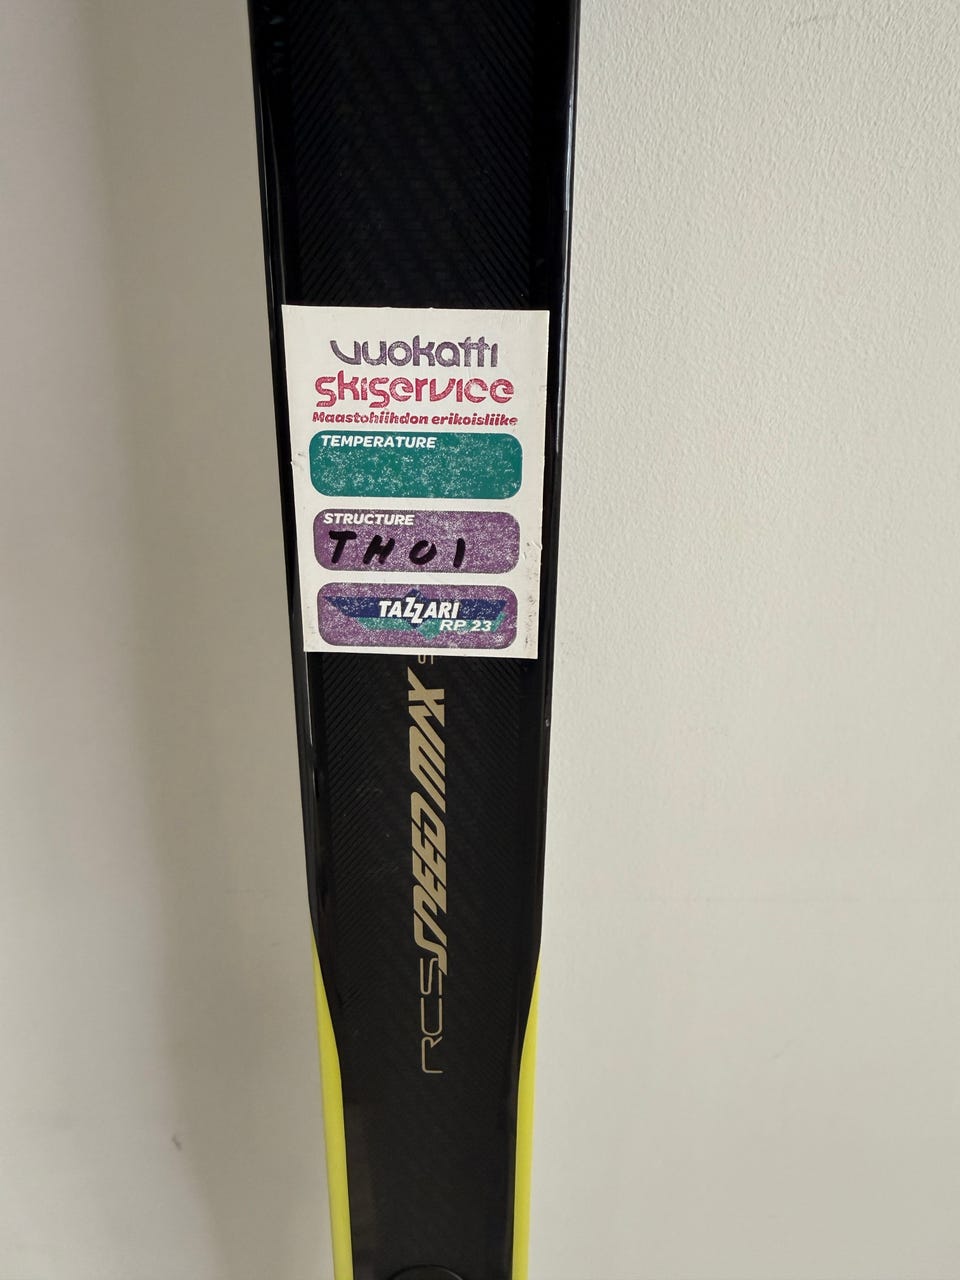 Vuokatti
skiservice
Maastohiihdon erikoisliike
TEMPERATURE
STRUCTURE
TH01
TAZZARI
RP 23
RCS SPEEDMAX